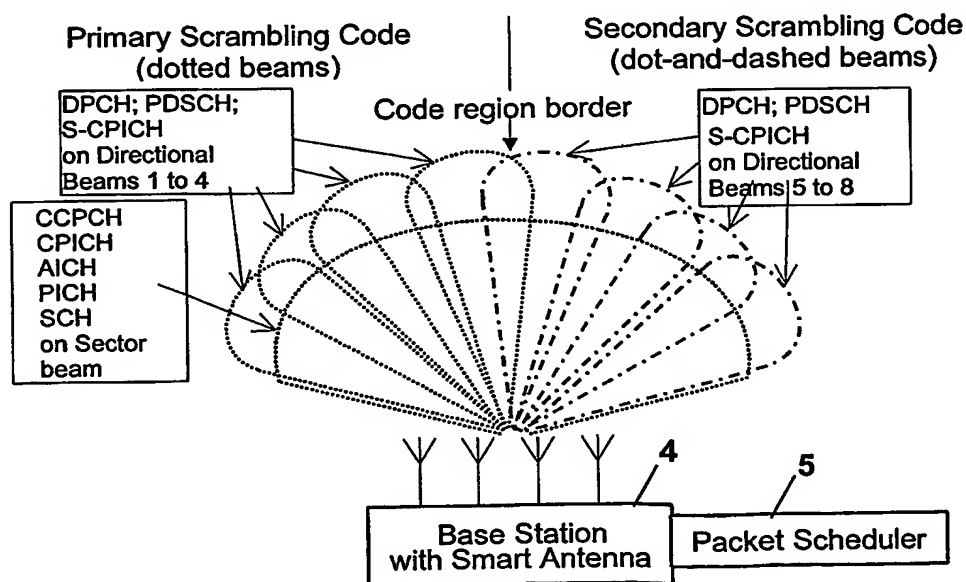 Primary Scrambling Code
(dotted beams)
Secondary Scrambling Code
(dot-and-dashed beams)
DPCH; PDSCH;
S-CPICH
on Directional
Beams 1 to 4
Code region border
DPCH; PDSCH
S-CPICH
on Directional
Beams 5 to 8
CCPCH
CPICH
AICH
PICH
SCH
on Sector
beam
4
5
Base Station
with Smart Antenna
Packet Scheduler